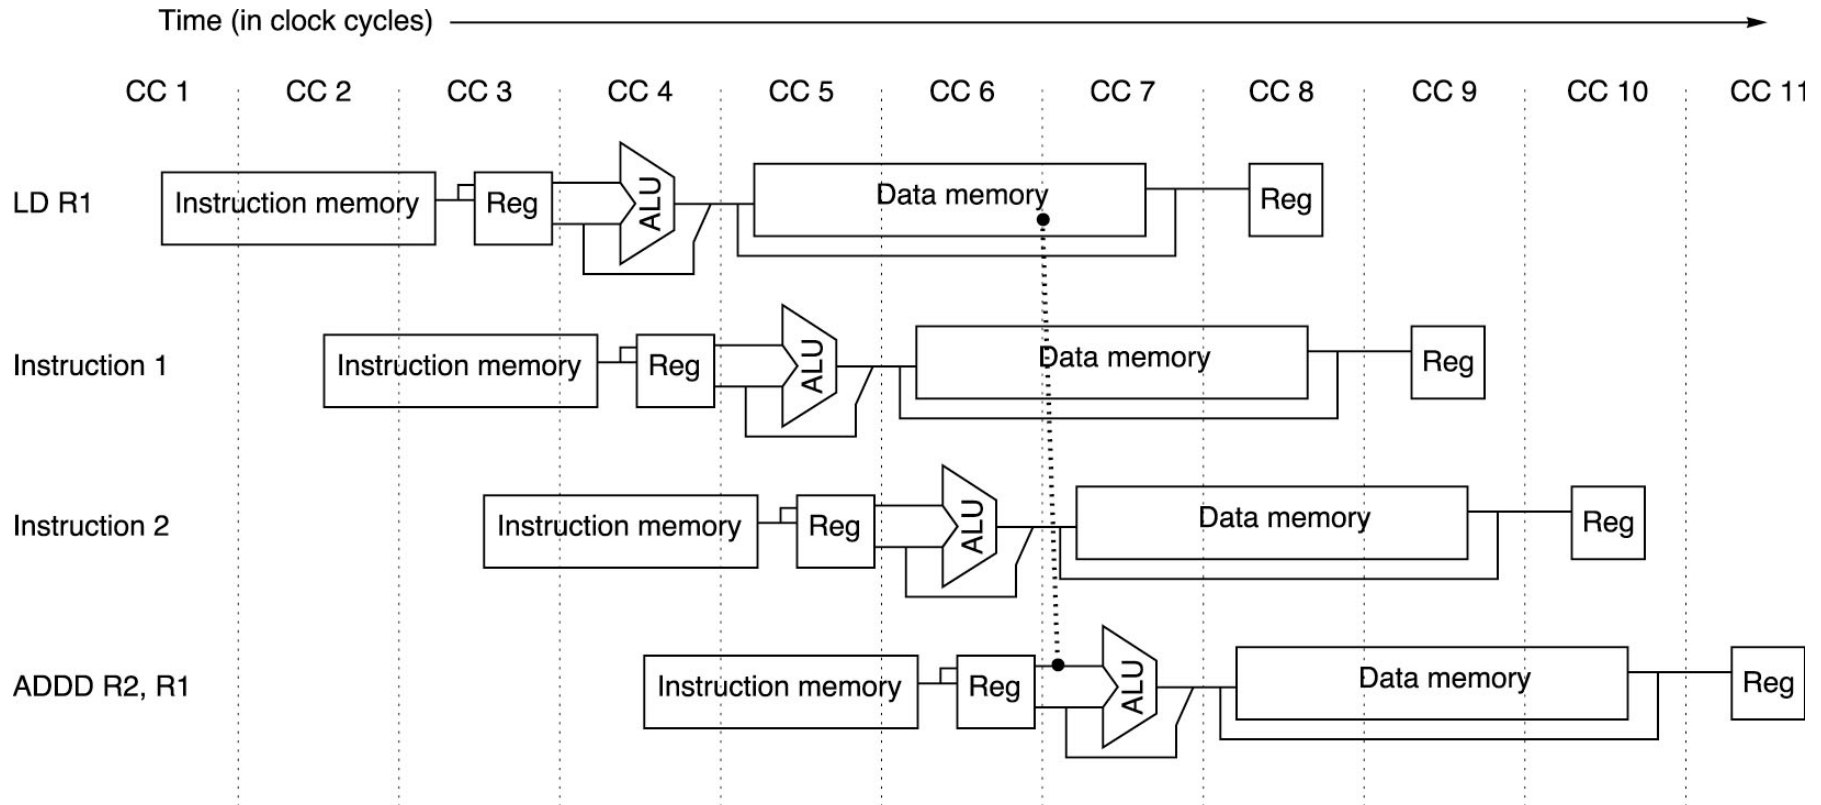 Time (in clock cycles)
CC 1 CC 2 CC 3 CC 4 CC 5 CC 6 CC 7 CC 8 CC 9 CC 10 CC 11
LD R1 Instruction memory Reg ALU Data memory Reg
Instruction 1 Instruction memory Reg ALU Data memory Reg
Instruction 2 Instruction memory Reg ALU Data memory Reg
ADDD R2, R1 Instruction memory Reg ALU Data memory Reg